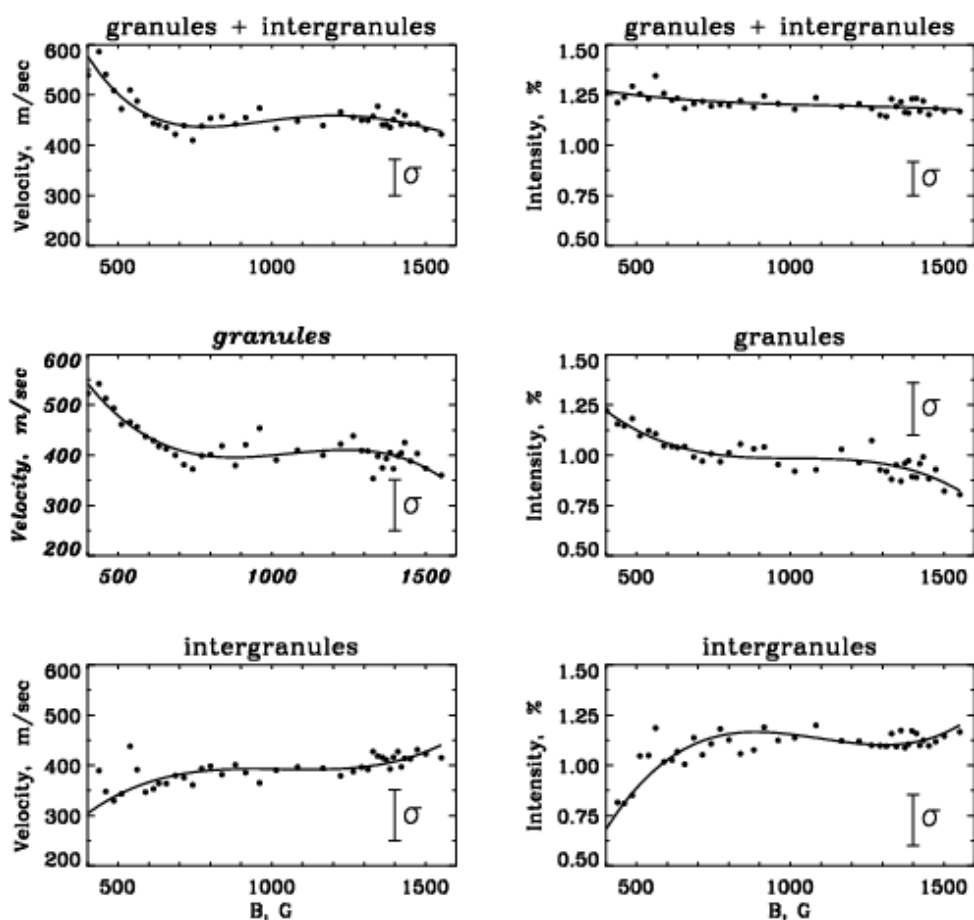 granules + intergranules
600
500
400
300
200
Velocity, m/sec
σ
500 1000 1500
granules + intergranules
1.50
1.25
1.00
0.75
0.50
Intensity, %
σ
500 1000 1500
granules
600
500
400
300
200
Velocity, m/sec
σ
500 1000 1500
granules
1.50
1.25
1.00
0.75
0.50
Intensity, %
σ
500 1000 1500
intergranules
600
500
400
300
200
Velocity, m/sec
σ
500 1000 1500
B, G
intergranules
1.50
1.25
1.00
0.75
0.50
Intensity, %
σ
500 1000 1500
B, G